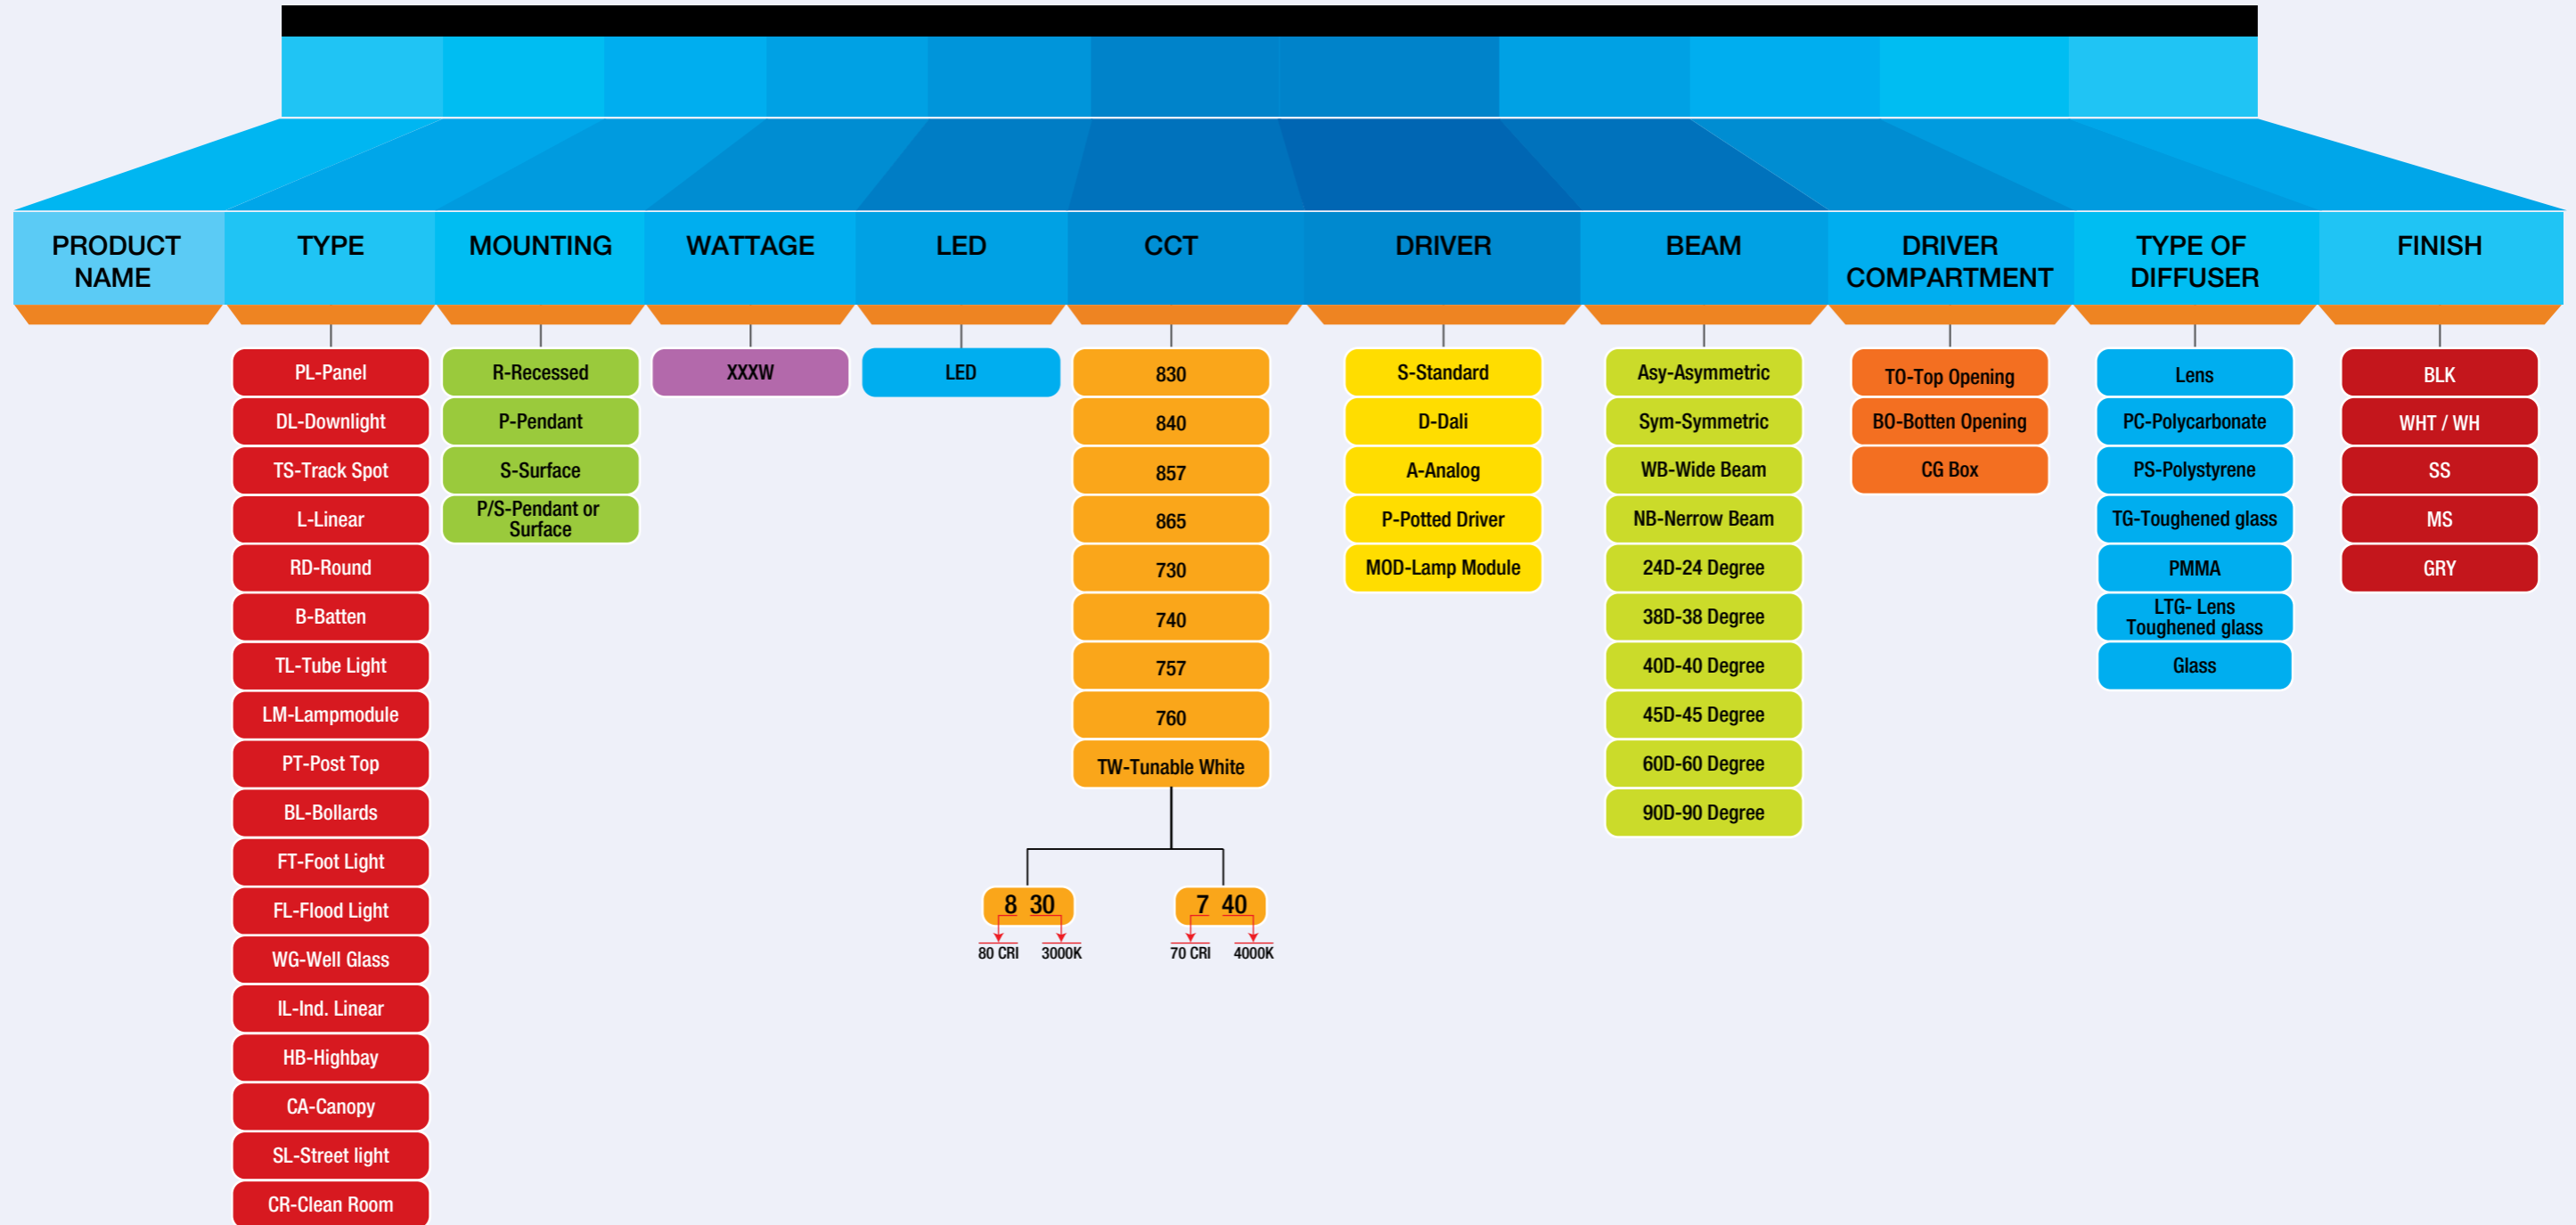 PRODUCT
NAME
TYPE
MOUNTING
WATTAGE
LED
CCT
DRIVER
BEAM
DRIVER
COMPARTMENT
TYPE OF
DIFFUSER
FINISH
PL-Panel
DL-Downlight
TS-Track Spot
L-Linear
RD-Round
B-Batten
TL-Tube Light
LM-Lampmodule
PT-Post Top
BL-Bollards
FT-Foot Light
FL-Flood Light
WG-Well Glass
IL-Ind. Linear
HB-Highbay
CA-Canopy
SL-Street light
CR-Clean Room
R-Recessed
P-Pendant
S-Surface
P/S-Pendant or
Surface
XXXW
LED
830
840
857
865
730
740
757
760
TW-Tunable White
8 30
80 CRI 3000K
7 40
70 CRI 4000K
S-Standard
D-Dali
A-Analog
P-Potted Driver
MOD-Lamp Module
Asy-Asymmetric
Sym-Symmetric
WB-Wide Beam
NB-Nerrow Beam
24D-24 Degree
38D-38 Degree
40D-40 Degree
45D-45 Degree
60D-60 Degree
90D-90 Degree
TO-Top Opening
BO-Botten Opening
CG Box
Lens
PC-Polycarbonate
PS-Polystyrene
TG-Toughened glass
PMMA
LTG- Lens
Toughened glass
Glass
BLK
WHT / WH
SS
MS
GRY